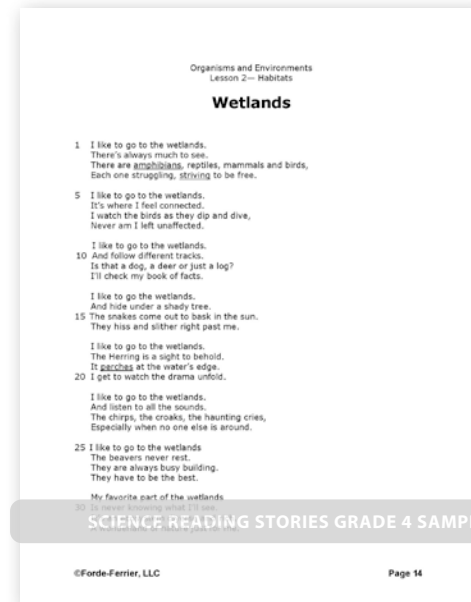 Organisms and Environments
Lesson 2— Habitats
Wetlands
1 I like to go to the wetlands.
There's always much to see.
There are amphibians, reptiles, mammals and birds,
Each one struggling, striving to be free.
5 I like to go to the wetlands.
It's where I feel connected.
I watch the birds as they dip and dive,
Never am I left unaffected.
I like to go to the wetlands.
10 And follow different tracks.
Is that a dog, a deer or just a log?
I'll check my book of facts.
I like to go the wetlands.
And hide under a shady tree.
15 The snakes come out to bask in the sun.
They hiss and slither right past me.
I like to go to the wetlands.
The Herring is a sight to behold.
It perches at the water's edge.
20 I get to watch the drama unfold.
I like to go to the wetlands.
And listen to all the sounds.
The chirps, the croaks, the haunting cries,
Especially when no one else is around.
25 I like to go to the wetlands
The beavers never rest.
They are always busy building.
They have to be the best.
My favorite part of the wetlands
30 Is never knowing what I'll see.
SCIENCE READING STORIES GRADE 4 SAMPL
©Forde-Ferrier, LLC
Page 14